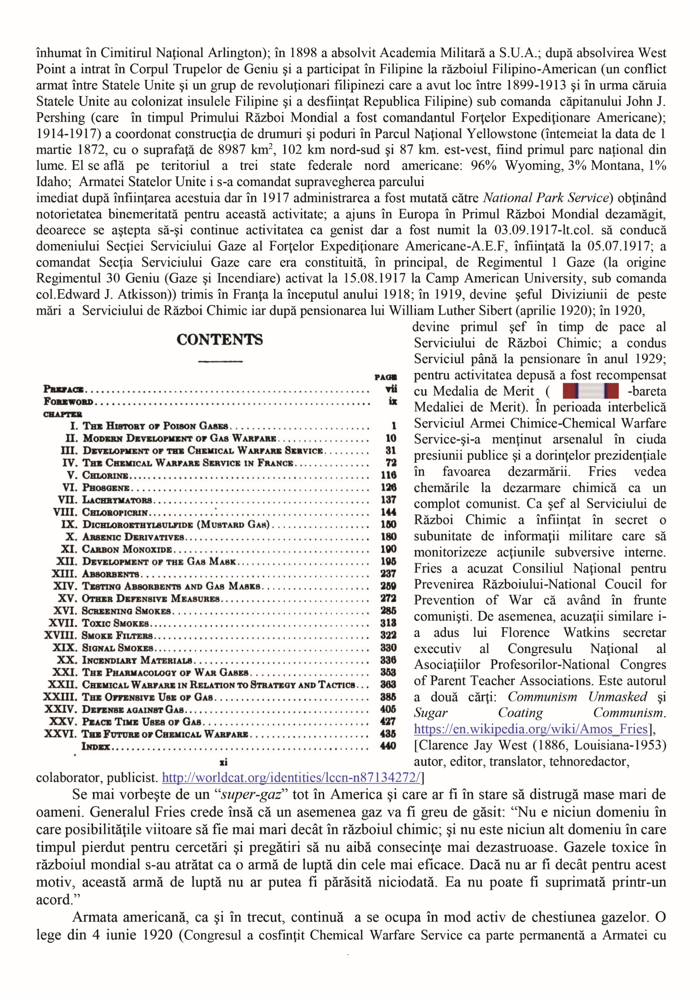 înhumat în Cimitirul Naţional Arlington); în 1898 a absolvit Academia Militară a S.U.A.; după absolvirea West
Point a intrat în Corpul Trupelor de Geniu şi a participat în Filipine la războiul Filipino-American (un conflict
armat între Statele Unite şi un grup de revoluţionari filipinezi care a avut loc între 1899-1913 şi în urma căruia
Statele Unite au colonizat insulele Filipine şi a desfiinţat Republica Filipine) sub comanda căpitanului John J.
Pershing (care în timpul Primului Război Mondial a fost comandantul Forţelor Expediţionare Americane);
1914-1917) a coordonat construcţia de drumuri şi poduri în Parcul Naţional Yellowstone (întemeiat la data de 1
martie 1872, cu o suprafaţă de 8987 km², 102 km nord-sud şi 87 km. est-vest, fiind primul parc național din
lume. El se află pe teritoriul a trei state federale nord americane: 96% Wyoming, 3% Montana, 1%
Idaho; Armatei Statelor Unite i s-a comandat supravegherea parcului
imediat după înfiinţarea acestuia dar în 1917 administrarea a fost mutată către National Park Service) obţinând
notorietatea binemeritată pentru această activitate; a ajuns în Europa în Primul Război Mondial dezamăgit,
deoarece se aştepta să-şi continue activitatea ca genist dar a fost numit la 03.09.1917-lt.col. să conducă
domeniului Secţiei Serviciului Gaze al Forţelor Expediţionare Americane-A.E.F, înfiinţată la 05.07.1917; a
comandat Secţia Serviciului Gaze care era constituită, în principal, de Regimentul 1 Gaze (la origine
Regimentul 30 Geniu (Gaze şi Incendiare) activat la 15.08.1917 la Camp American University, sub comanda
col.Edward J. Atkisson)) trimis în Franţa la începutul anului 1918; în 1919, devine şeful Diviziunii de peste
mări a Serviciului de Război Chimic iar după pensionarea lui William Luther Sibert (aprilie 1920); în 1920,
CONTENTS
PAGE
PREFACE.......... vii
FOREWORD.......... ix
CHAPTER
I. THE HISTORY OF POISON GASES.......... 1
II. MODERN DEVELOPMENT OF GAS WARFARE.......... 10
III. DEVELOPMENT OF THE CHEMICAL WARFARE SERVICE.......... 31
IV. THE CHEMICAL WARFARE SERVICE IN FRANCE.......... 72
V. CHLORINE.......... 116
VI. PHOSGENE.......... 126
VII. LACHRYMATORS.......... 137
VIII. CHLOROPICRIN.......... 144
IX. DICHLOROETHYLSULFIDE (MUSTARD GAS).......... 150
X. ARSENIC DERIVATIVES.......... 180
XI. CARBON MONOXIDE.......... 190
XII. DEVELOPMENT OF THE GAS MASK.......... 195
XIII. ABSORBENTS.......... 237
XIV. TESTING ABSORBENTS AND GAS MASKS.......... 259
XV. OTHER DEFENSIVE MEASURES.......... 272
XVI. SCREENING SMOKES.......... 285
XVII. TOXIC SMOKES.......... 313
XVIII. SMOKE FILTERS.......... 322
XIX. SIGNAL SMOKES.......... 330
XX. INCENDIARY MATERIALS.......... 336
XXI. THE PHARMACOLOGY OF WAR GASES.......... 353
XXII. CHEMICAL WARFARE IN RELATION TO STRATEGY AND TACTICS... 363
XXIII. THE OFFENSIVE USE OF GAS.......... 385
XXIV. DEFENSE AGAINST GAS.......... 405
XXV. PEACE TIME USES OF GAS.......... 427
XXVI. THE FUTURE OF CHEMICAL WARFARE.......... 435
INDEX.......... 440
xi
devine primul şef în timp de pace al
Serviciului de Război Chimic; a condus
Serviciul până la pensionare în anul 1929;
pentru activitatea depusă a fost recompensat
cu Medalia de Merit ( -bareta
Medaliei de Merit). În perioada interbelică
Serviciul Armei Chimice-Chemical Warfare
Service-şi-a menţinut arsenalul în ciuda
presiunii publice şi a dorinţelor prezidenţiale
în favoarea dezarmării. Fries vedea
chemările la dezarmare chimică ca un
complot comunist. Ca şef al Serviciului de
Război Chimic a înfiinţat în secret o
subunitate de informaţii militare care să
monitorizeze acţiunile subversive interne.
Fries a acuzat Consiliul Naţional pentru
Prevenirea Războiului-National Coucil for
Prevention of War că având în frunte
comunişti. De asemenea, acuzaţii similare i-
a adus lui Florence Watkins secretar
executiv al Congresulu Naţional al
Asociaţiilor Profesorilor-National Congres
of Parent Teacher Associations. Este autorul
a două cărţi: Communism Unmasked şi
Sugar Coating Communism.
https://en.wikipedia.org/wiki/Amos_Fries],
[Clarence Jay West (1886, Louisiana-1953)
autor, editor, translator, tehnoredactor,
colaborator, publicist. http://worldcat.org/identities/lccn-n87134272/]
Se mai vorbeşte de un “super-gaz” tot în America şi care ar fi în stare să distrugă mase mari de
oameni. Generalul Fries crede însă că un asemenea gaz va fi greu de găsit: “Nu e niciun domeniu în
care posibilităţile viitoare să fie mai mari decât în războiul chimic; şi nu este niciun alt domeniu în care
timpul pierdut pentru cercetări şi pregătiri să nu aibă consecinţe mai dezastruoase. Gazele toxice în
războiul mondial s-au atrătat ca o armă de luptă din cele mai eficace. Dacă nu ar fi decât pentru acest
motiv, această armă de luptă nu ar putea fi părăsită niciodată. Ea nu poate fi suprimată printr-un
acord.”
Armata americană, ca şi în trecut, continuă a se ocupa în mod activ de chestiunea gazelor. O
lege din 4 iunie 1920 (Congresul a cosfinţit Chemical Warfare Service ca parte permanentă a Armatei cu